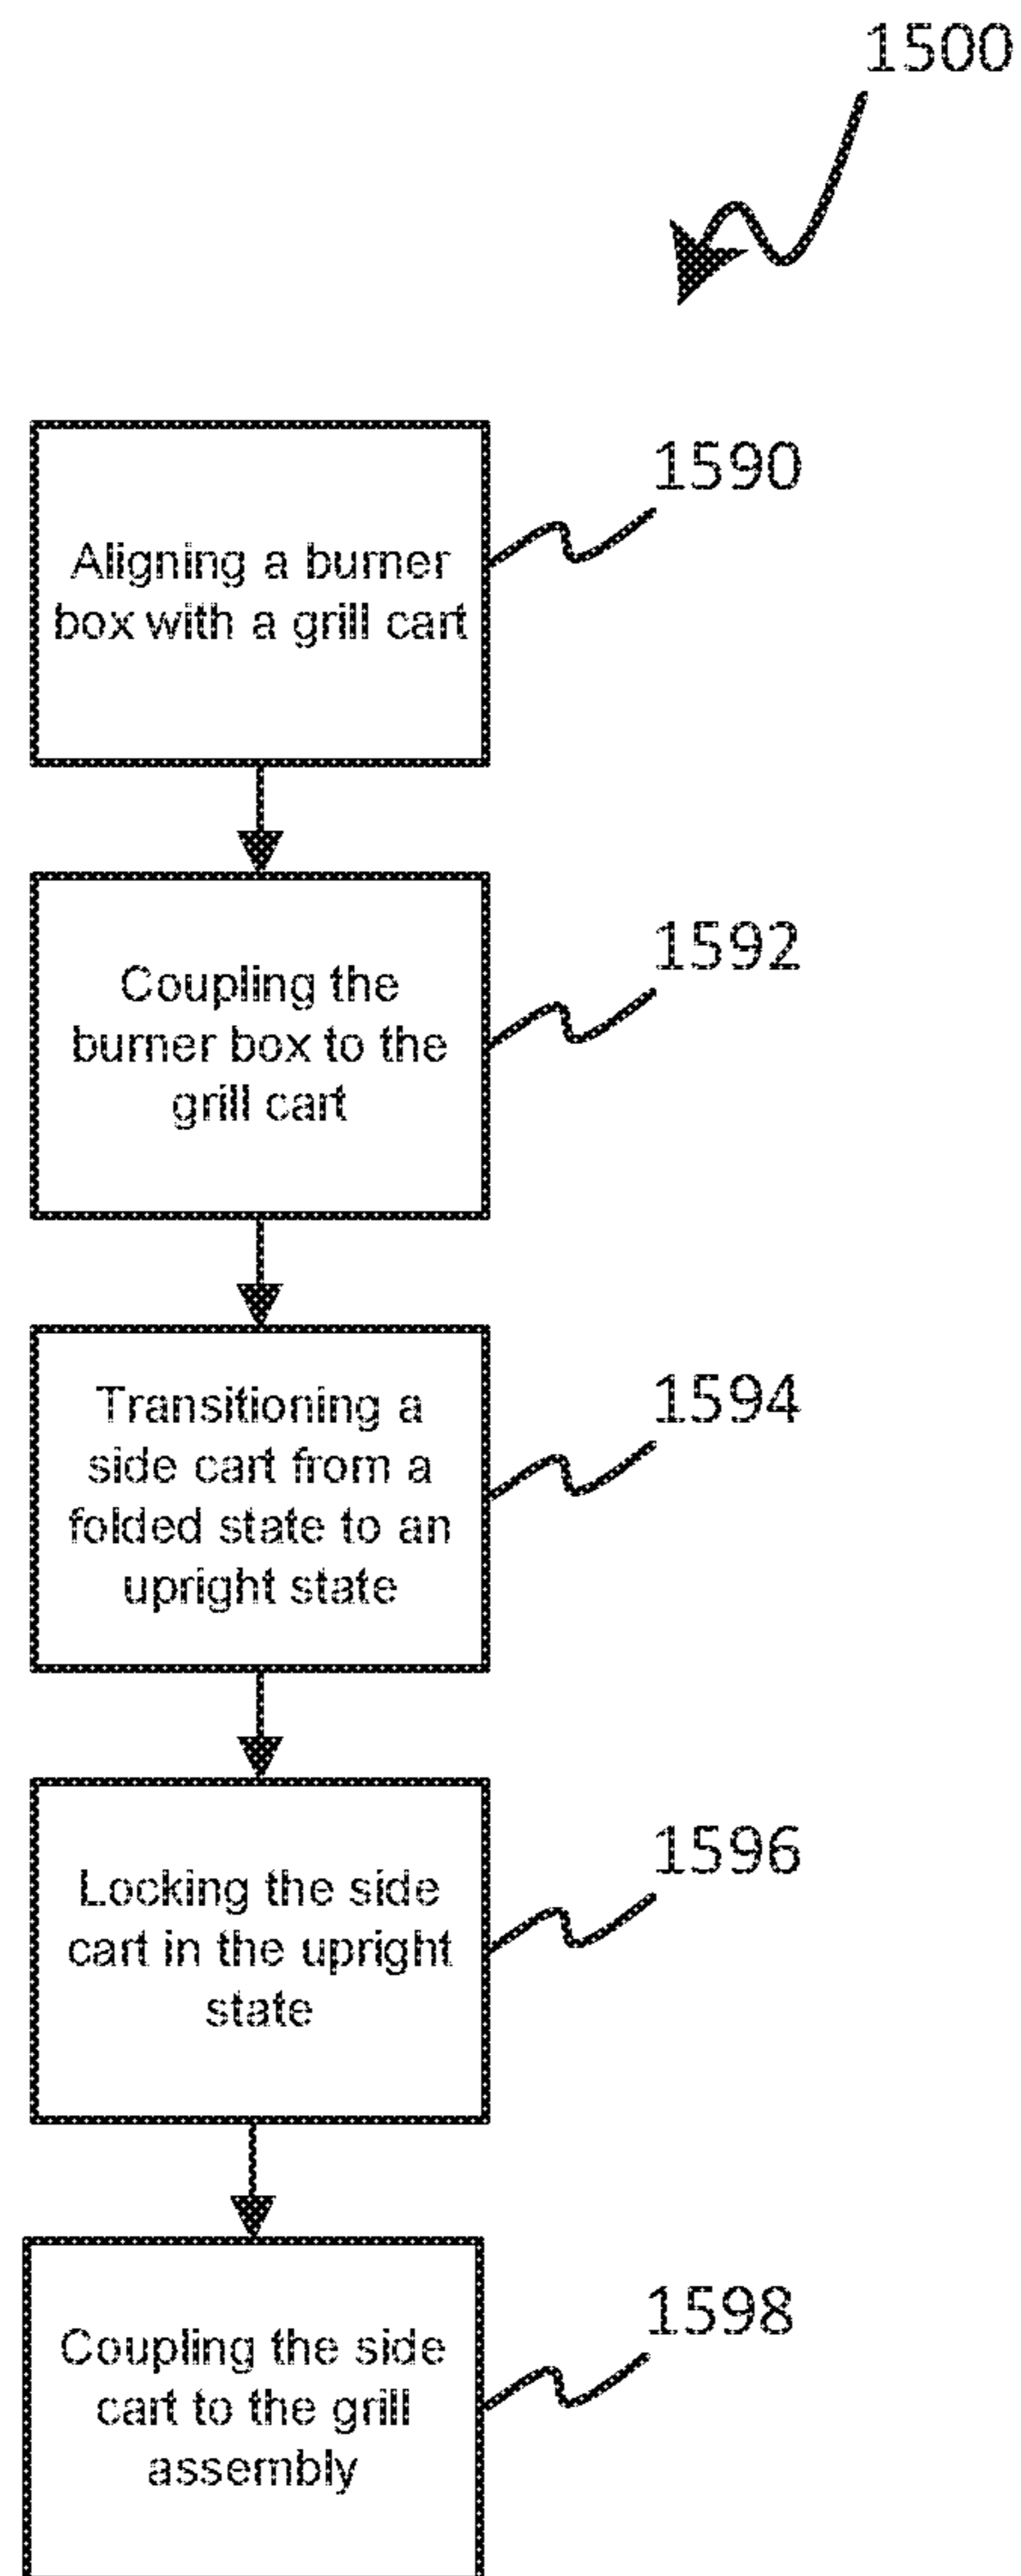 1500
Aligning a burner
box with a grill cart
1590
Coupling the
burner box to the
grill cart
1592
Transitioning a
side cart from a
folded state to an
upright state
1594
Locking the side
cart in the upright
state
1596
Coupling the side
cart to the grill
assembly
1598